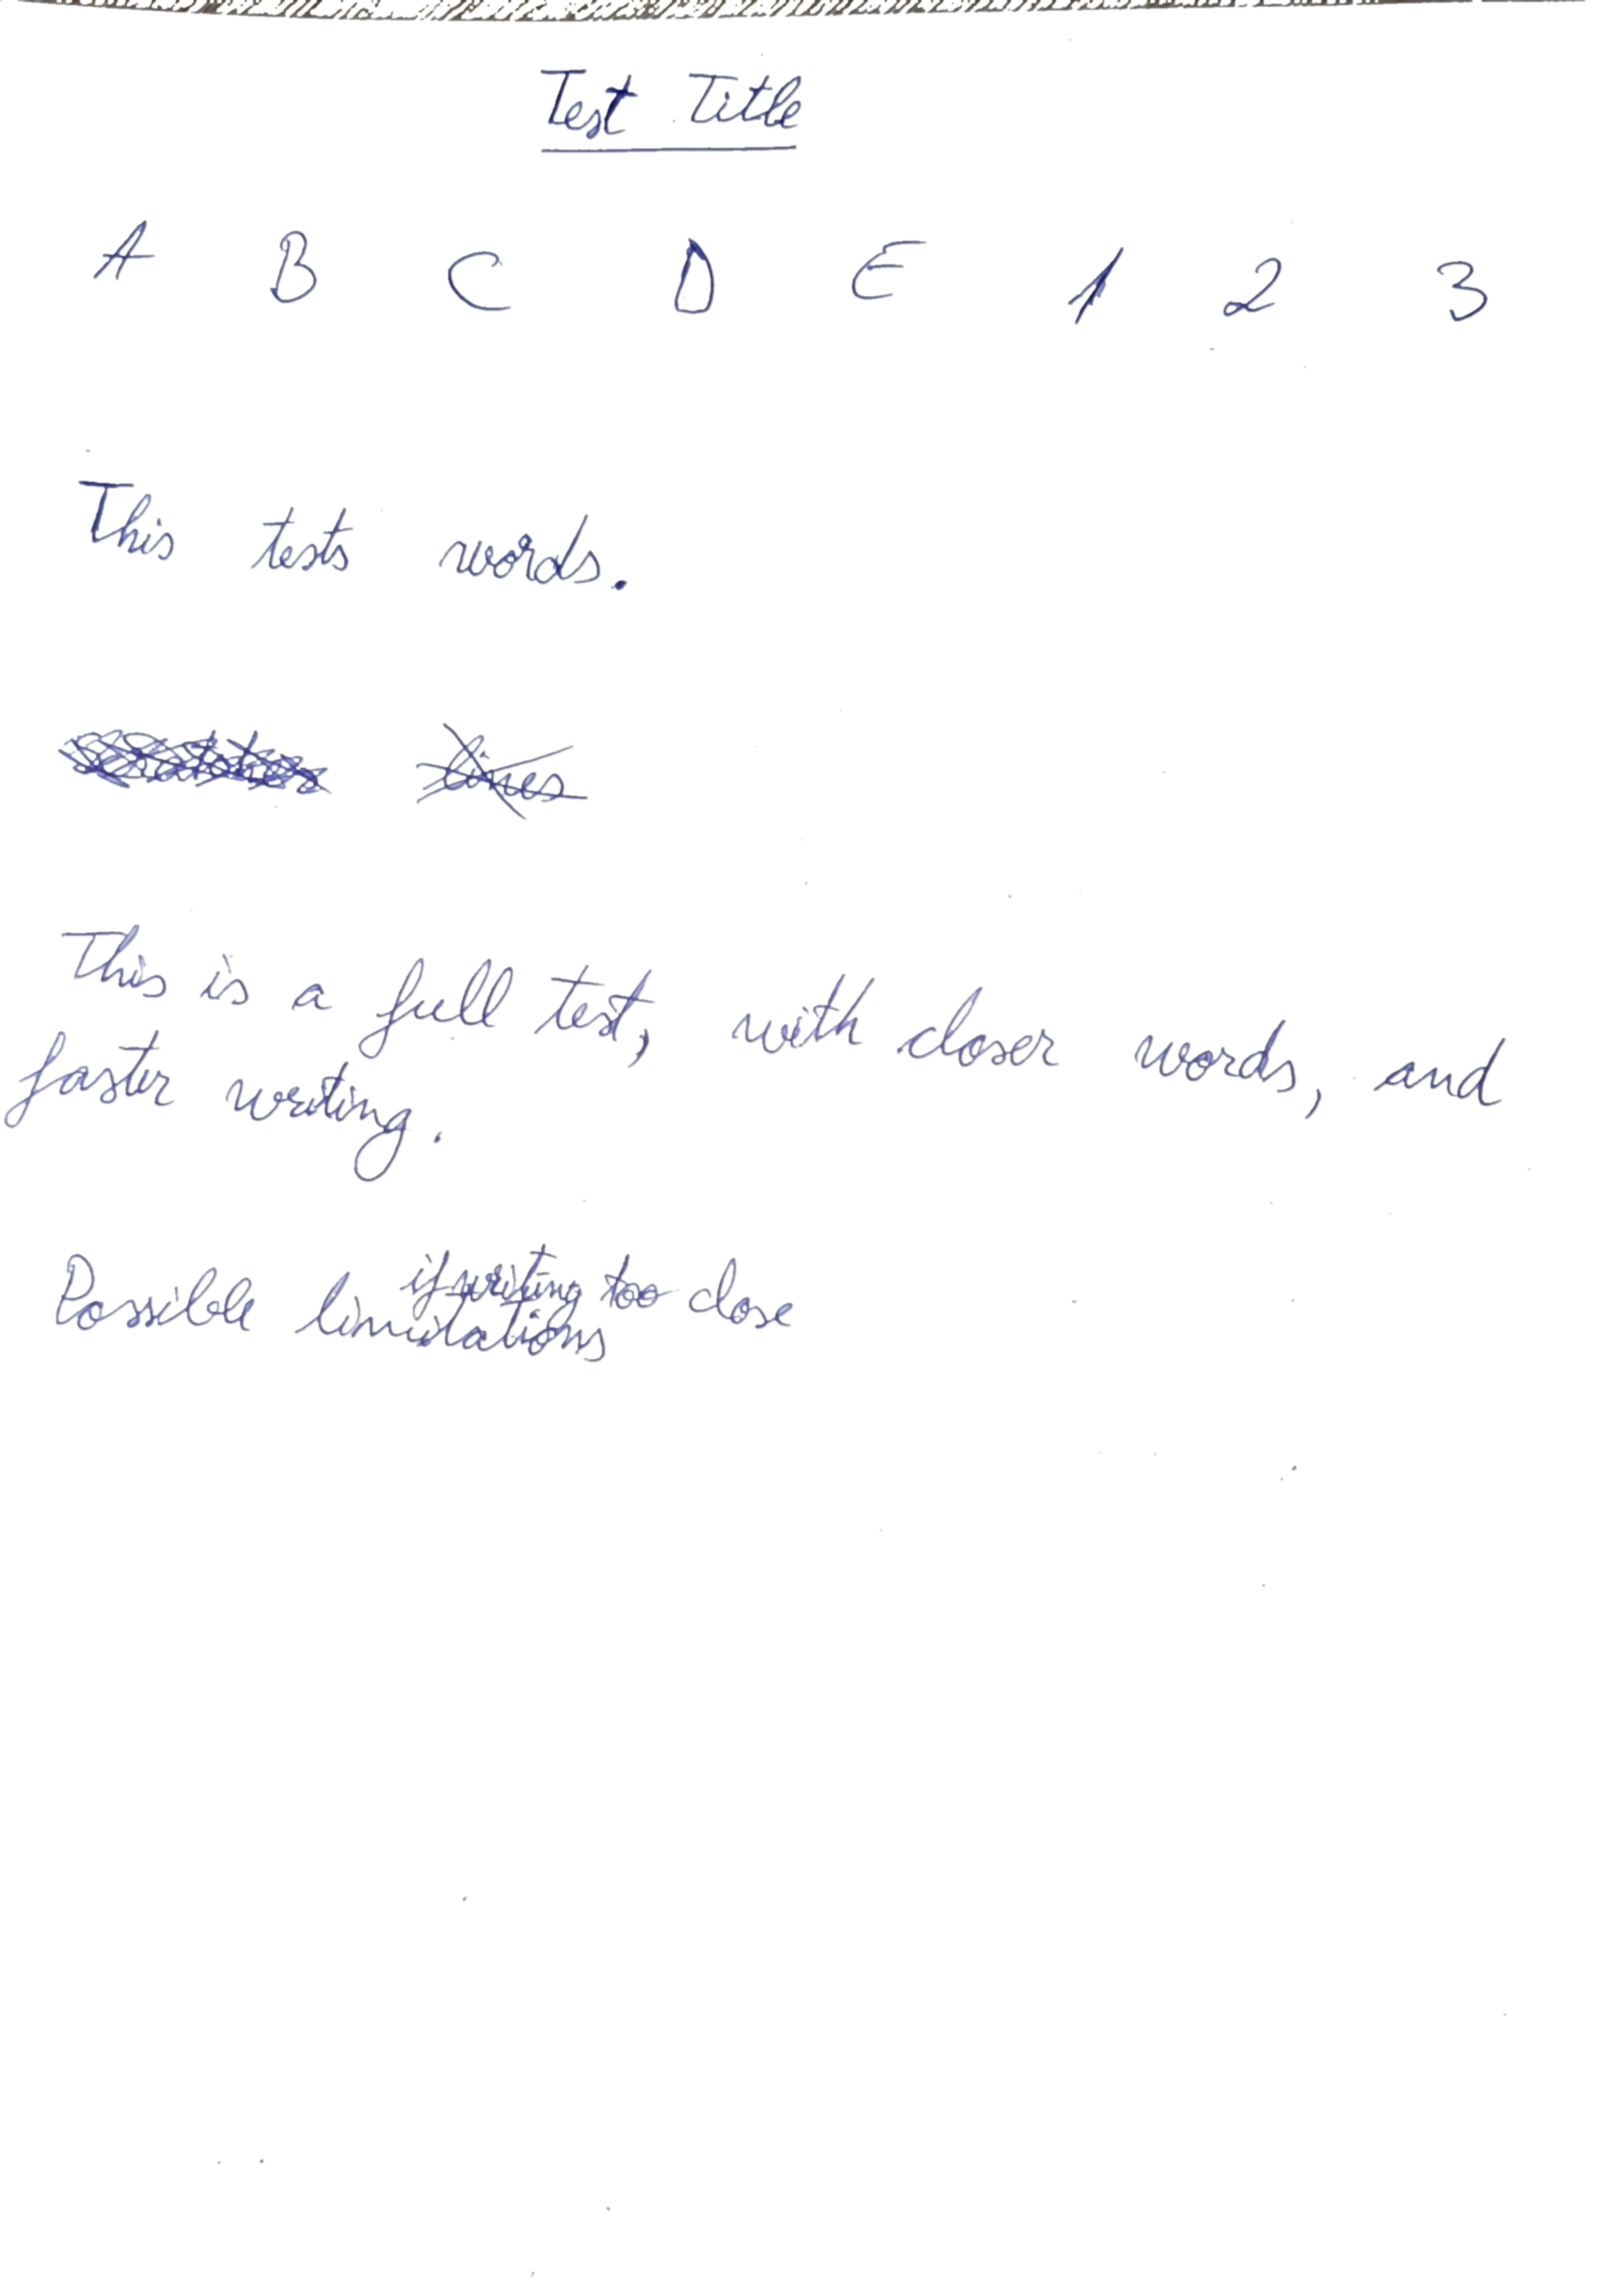 Test Title
A B C D E 1 2 3
This tests words.
lines
This is a full test, with closer words, and
faster writing.
if writing too close
Possible limitations